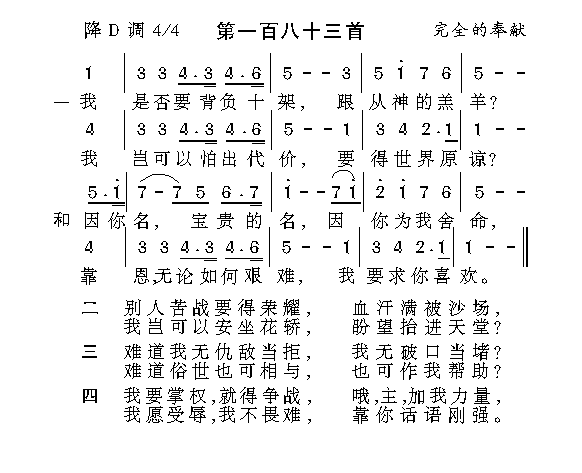 降D调4/4 第一百八十三首 完全的奉献
1 | 3 3 4·3 4·6 | 5 - - 3 | 5 i 7 6 | 5 - -
一我 是否要背负十架， 跟从神的羔羊？
4 | 3 3 4·3 4·6 | 5 - - 1 | 3 4 2·1 | 1 - -
我 岂可以怕出代价， 要得世界原谅？
5·i | 7 - 7 5 6·7 | i - - 7i | 2 i 7 6 | 5 - -
和因你名， 宝贵的名， 因你为我舍命，
4 | 3 3 4·3 4·6 | 5 - - 1 | 3 4 2·1 | 1 - - ‖
靠 恩，无论如何艰难， 我要求你喜欢。
二 别人苦战要得荣耀， 血汗满被沙场，
我岂可以安坐花轿， 盼望抬进天堂？
三 难道我无仇敌当拒， 我无破口当堵？
难道俗世也可相与， 也可作我帮助？
四 我要掌权，就得争战， 哦，主，加我力量，
我愿受辱，我不畏难， 靠你话语刚强。